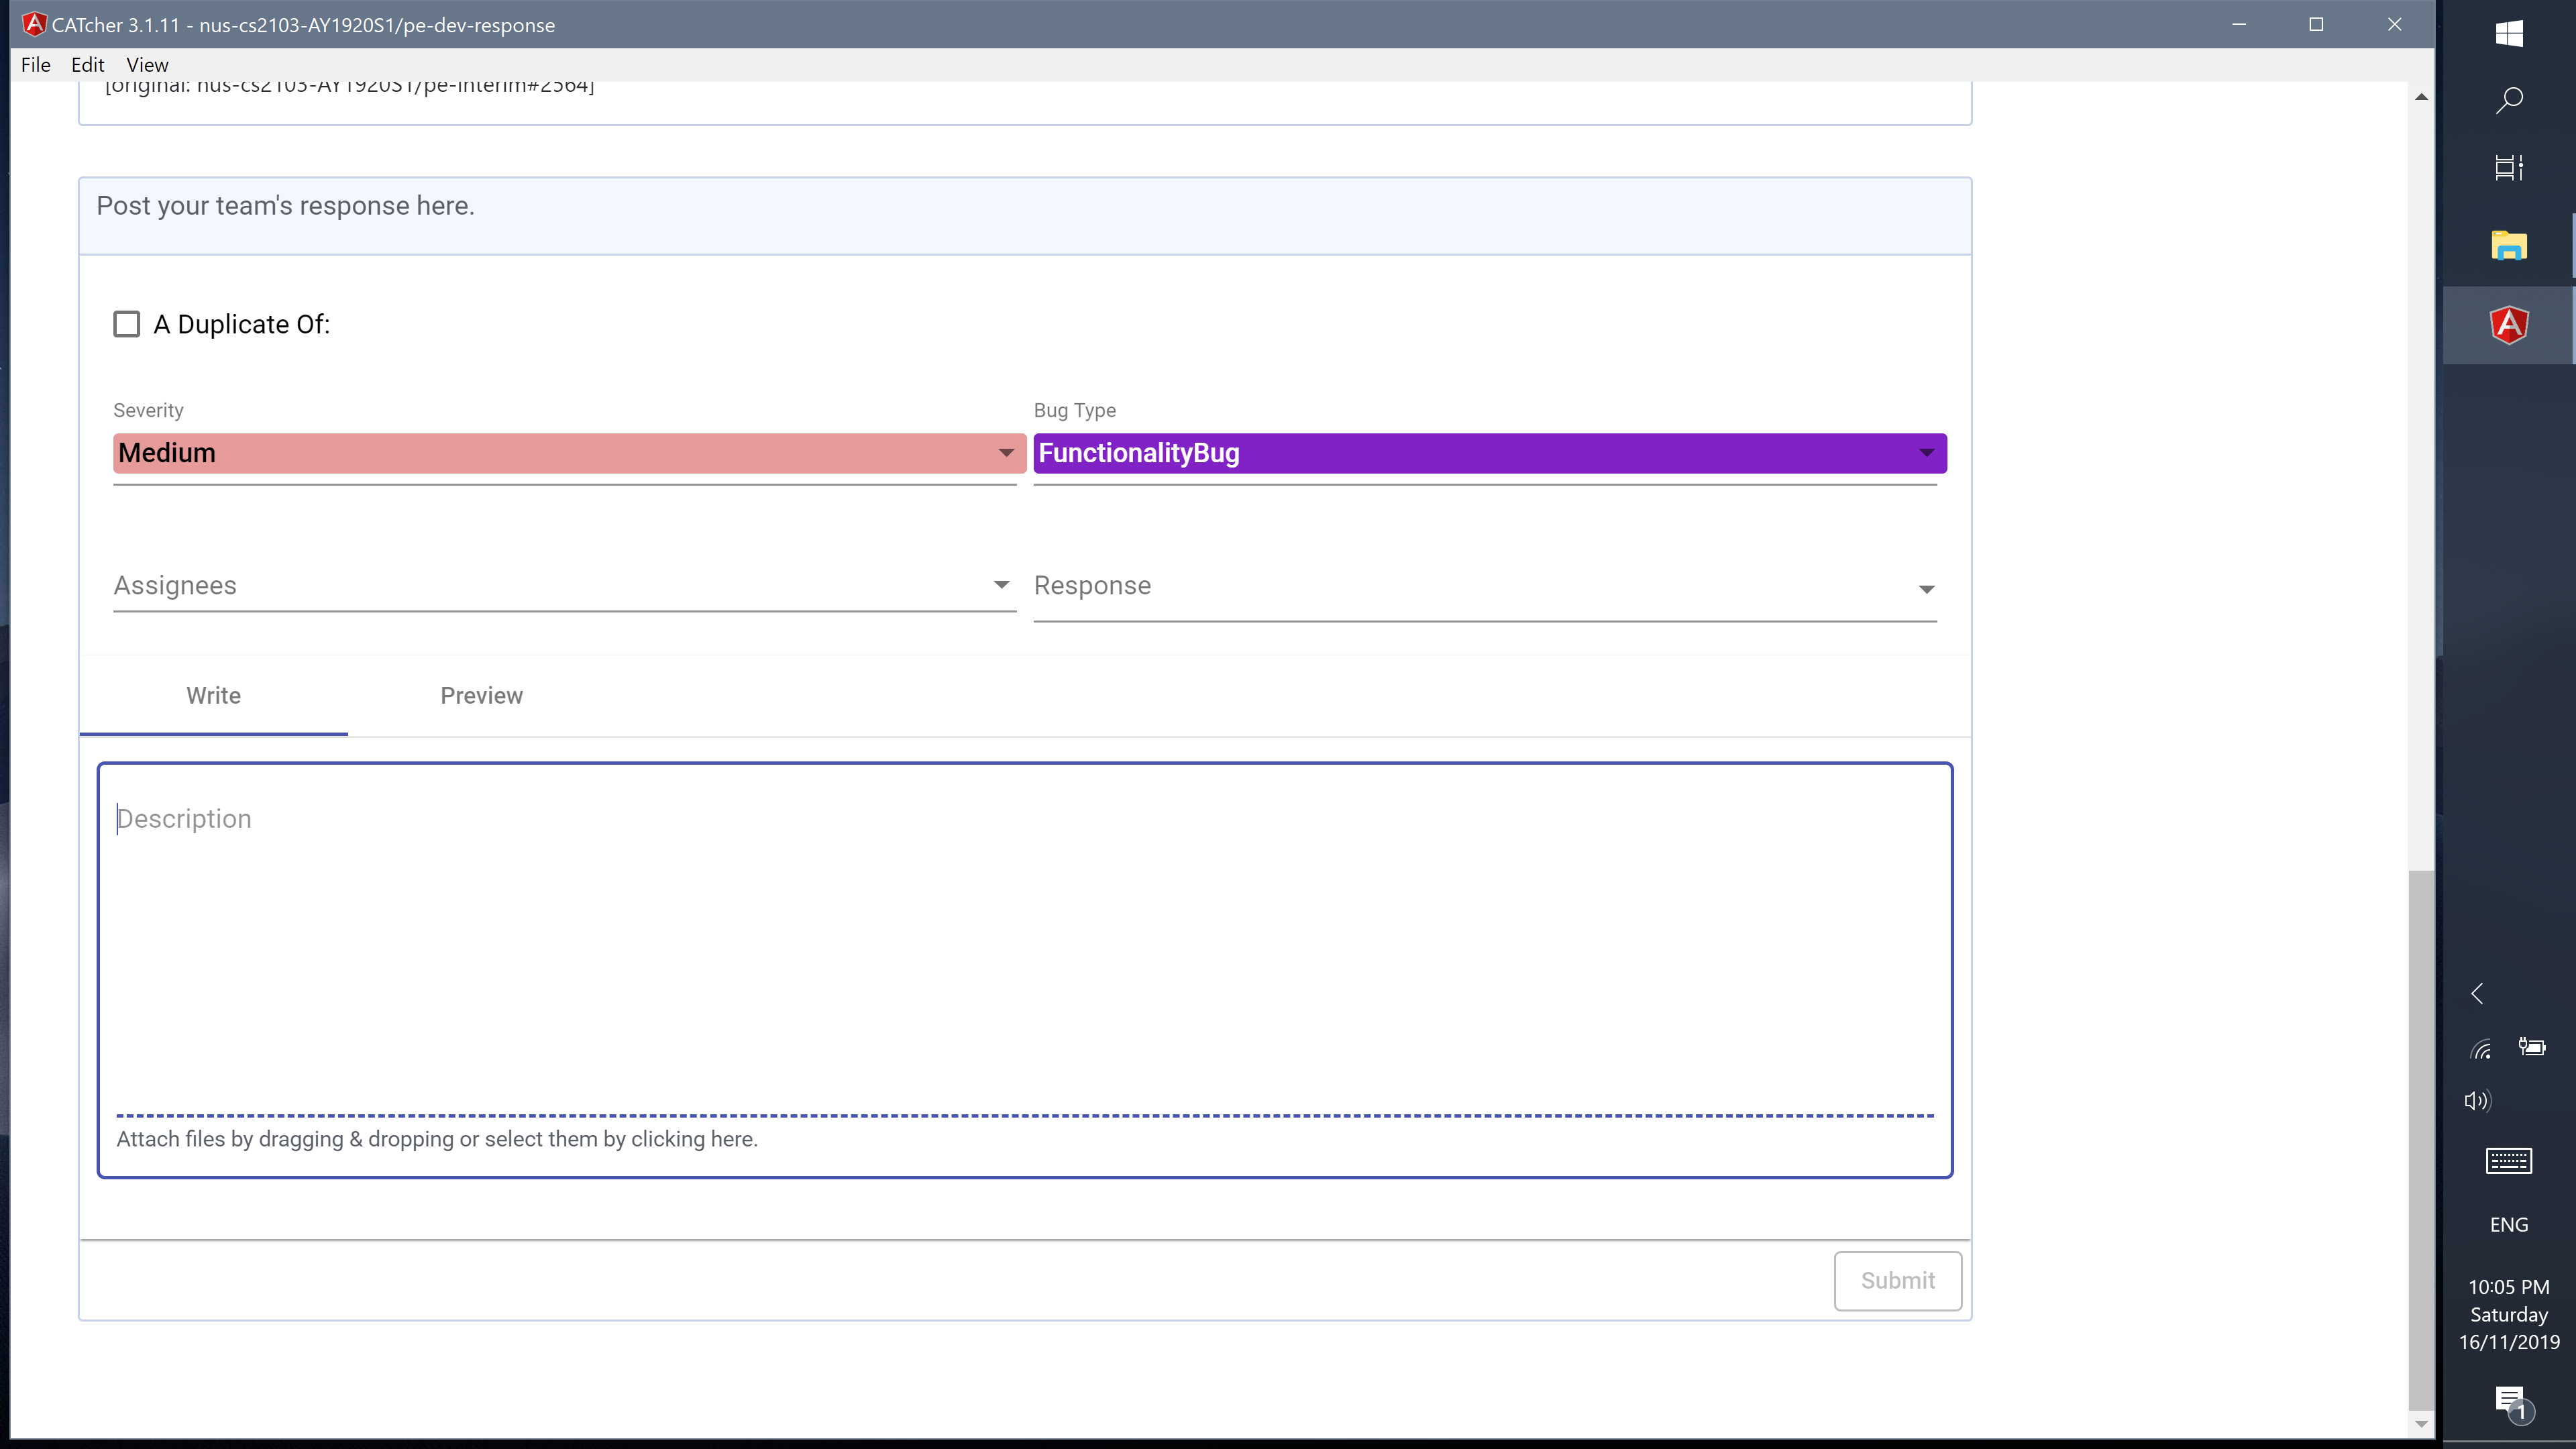 CATcher 3.1.11 - nus-cs2103-AY1920S1/pe-dev-response
File Edit View
[original: nus-cs2103-AY1920S1/pe-interim#2564]
Post your team's response here.
A Duplicate Of:
Severity
Bug Type
Medium
FunctionalityBug
Assignees
Response
Write
Preview
Description
Attach files by dragging & dropping or select them by clicking here.
Submit
ENG
10:05 PM
Saturday
16/11/2019
1